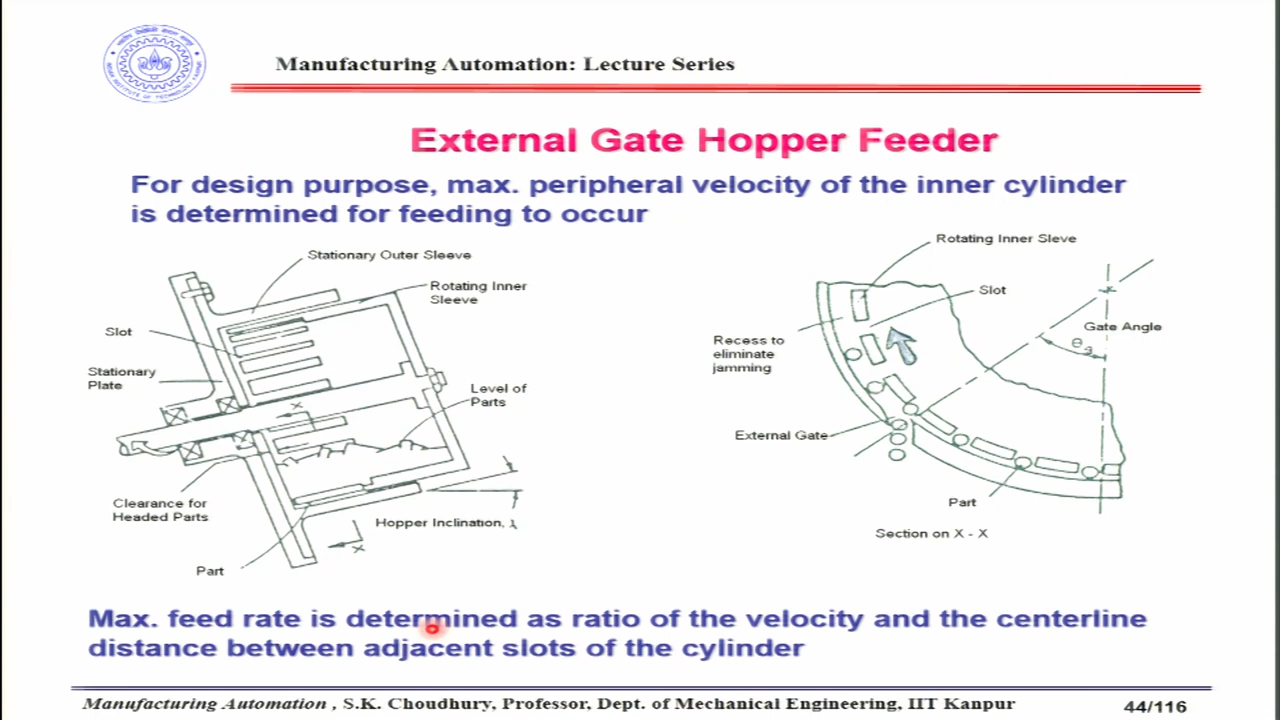 Manufacturing Automation: Lecture Series
External Gate Hopper Feeder
For design purpose, max. peripheral velocity of the inner cylinder
is determined for feeding to occur
Stationary Outer Sleeve
Rotating Inner
Sleeve
Slot
Stationary
Plate
Level of
Parts
x
Clearance for
Headed Parts
Hopper Inclination, λ
x
Part
Rotating Inner Sleve
Slot
Gate Angle
θg
Recess to
eliminate
jamming
External Gate
Part
Section on X - X
Max. feed rate is determined as ratio of the velocity and the centerline
distance between adjacent slots of the cylinder
Manufacturing Automation , S.K. Choudhury, Professor, Dept. of Mechanical Engineering, IIT Kanpur
44/116